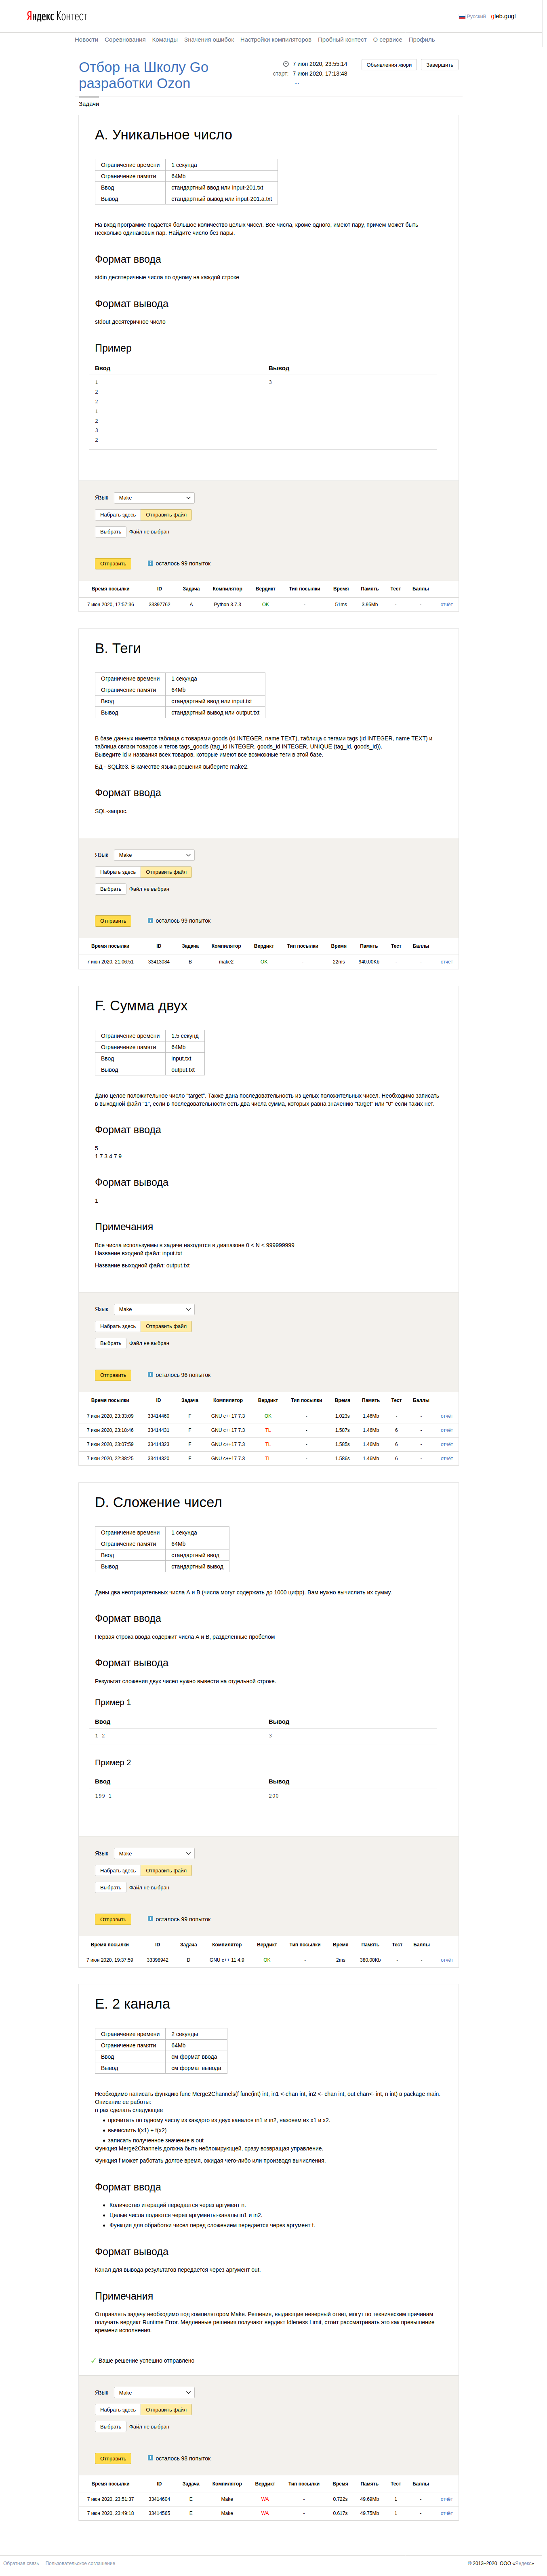 Яндекс Контест
Русский gleb.gugl
Новости Соревнования Команды Значения ошибок Настройки компиляторов Пробный контест О сервисе Профиль
Отбор на Школу Go разработки Ozon
7 июн 2020, 23:55:14
старт: 7 июн 2020, 17:13:48
...
Объявления жюри Завершить
Задачи
A. Уникальное число
Ограничение времени 1 секунда
Ограничение памяти 64Mb
Ввод стандартный ввод или input-201.txt
Вывод стандартный вывод или input-201.a.txt
На вход программе подается большое количество целых чисел. Все числа, кроме одного, имеют пару, причем может быть
несколько одинаковых пар. Найдите число без пары.
Формат ввода
stdin десятеричные числа по одному на каждой строке
Формат вывода
stdout десятеричное число
Пример
Ввод Вывод
1 3
2
2
1
2
3
2
Язык Make
Набрать здесь Отправить файл
Выбрать Файл не выбран
Отправить осталось 99 попыток
Время посылки ID Задача Компилятор Вердикт Тип посылки Время Память Тест Баллы
7 июн 2020, 17:57:36 33397762 A Python 3.7.3 OK - 51ms 3.95Mb - - отчёт
B. Теги
Ограничение времени 1 секунда
Ограничение памяти 64Mb
Ввод стандартный ввод или input.txt
Вывод стандартный вывод или output.txt
В базе данных имеется таблица с товарами goods (id INTEGER, name TEXT), таблица с тегами tags (id INTEGER, name TEXT) и
таблица связки товаров и тегов tags_goods (tag_id INTEGER, goods_id INTEGER, UNIQUE (tag_id, goods_id)).
Выведите id и названия всех товаров, которые имеют все возможные теги в этой базе.
БД - SQLite3. В качестве языка решения выберите make2.
Формат ввода
SQL-запрос.
Язык Make
Набрать здесь Отправить файл
Выбрать Файл не выбран
Отправить осталось 99 попыток
Время посылки ID Задача Компилятор Вердикт Тип посылки Время Память Тест Баллы
7 июн 2020, 21:06:51 33413084 B make2 OK - 22ms 940.00Kb - - отчёт
F. Сумма двух
Ограничение времени 1.5 секунд
Ограничение памяти 64Mb
Ввод input.txt
Вывод output.txt
Дано целое положительное число "target". Также дана последовательность из целых положительных чисел. Необходимо записать
в выходной файл "1", если в последовательности есть два числа сумма, которых равна значению "target" или "0" если таких нет.
Формат ввода
5
1 7 3 4 7 9
Формат вывода
1
Примечания
Все числа используемы в задаче находятся в диапазоне 0 < N < 999999999
Название входной файл: input.txt
Название выходной файл: output.txt
Язык Make
Набрать здесь Отправить файл
Выбрать Файл не выбран
Отправить осталось 96 попыток
Время посылки ID Задача Компилятор Вердикт Тип посылки Время Память Тест Баллы
7 июн 2020, 23:33:09 33414460 F GNU c++17 7.3 OK - 1.023s 1.46Mb - - отчёт
7 июн 2020, 23:18:46 33414431 F GNU c++17 7.3 TL - 1.587s 1.46Mb 6 - отчёт
7 июн 2020, 23:07:59 33414323 F GNU c++17 7.3 TL - 1.585s 1.46Mb 6 - отчёт
7 июн 2020, 22:38:25 33414320 F GNU c++17 7.3 TL - 1.586s 1.46Mb 6 - отчёт
D. Сложение чисел
Ограничение времени 1 секунда
Ограничение памяти 64Mb
Ввод стандартный ввод
Вывод стандартный вывод
Даны два неотрицательных числа A и B (числа могут содержать до 1000 цифр). Вам нужно вычислить их сумму.
Формат ввода
Первая строка ввода содержит числа A и B, разделенные пробелом
Формат вывода
Результат сложения двух чисел нужно вывести на отдельной строке.
Пример 1
Ввод Вывод
1 2 3
Пример 2
Ввод Вывод
199 1 200
Язык Make
Набрать здесь Отправить файл
Выбрать Файл не выбран
Отправить осталось 99 попыток
Время посылки ID Задача Компилятор Вердикт Тип посылки Время Память Тест Баллы
7 июн 2020, 19:37:59 33398942 D GNU c++ 11 4.9 OK - 2ms 380.00Kb - - отчёт
E. 2 канала
Ограничение времени 2 секунды
Ограничение памяти 64Mb
Ввод см формат ввода
Вывод см формат вывода
Необходимо написать функцию func Merge2Channels(f func(int) int, in1 <-chan int, in2 <- chan int, out chan<- int, n int) в package main.
Описание ее работы:
n раз сделать следующее
• прочитать по одному числу из каждого из двух каналов in1 и in2, назовем их x1 и x2.
• вычислить f(x1) + f(x2)
• записать полученное значение в out
Функция Merge2Channels должна быть неблокирующей, сразу возвращая управление.
Функция f может работать долгое время, ожидая чего-либо или производя вычисления.
Формат ввода
• Количество итераций передается через аргумент n.
• Целые числа подаются через аргументы-каналы in1 и in2.
• Функция для обработки чисел перед сложением передается через аргумент f.
Формат вывода
Канал для вывода результатов передается через аргумент out.
Примечания
Отправлять задачу необходимо под компилятором Make. Решения, выдающие неверный ответ, могут по техническим причинам
получать вердикт Runtime Error. Медленные решения получают вердикт Idleness Limit, стоит рассматривать это как превышение
времени исполнения.
Ваше решение успешно отправлено
Язык Make
Набрать здесь Отправить файл
Выбрать Файл не выбран
Отправить осталось 98 попыток
Время посылки ID Задача Компилятор Вердикт Тип посылки Время Память Тест Баллы
7 июн 2020, 23:51:37 33414604 E Make WA - 0.722s 49.69Mb 1 - отчёт
7 июн 2020, 23:49:18 33414565 E Make WA - 0.617s 49.75Mb 1 - отчёт
Обратная связь Пользовательское соглашение © 2013–2020 ООО «Яндекс»